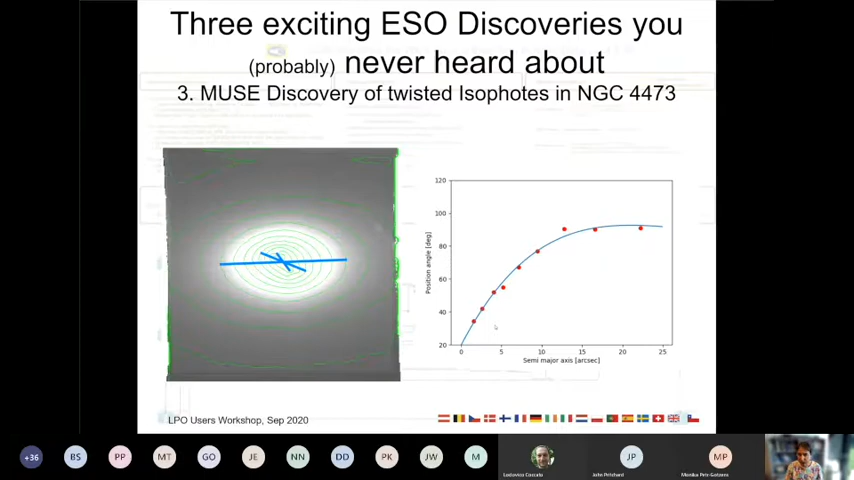 Three exciting ESO Discoveries you
(probably) never heard about
3. MUSE Discovery of twisted Isophotes in NGC 4473
120
100
80
60
40
20
Position angle [deg]
0 5 10 15 20 25
Semi major axis [arcsec]
LPO Users Workshop, Sep 2020
+36 BS PP MT GO JE NN DD PK JW M JP MP
Lodovico Coccato John Pritchard Monika Petr-Gotzens